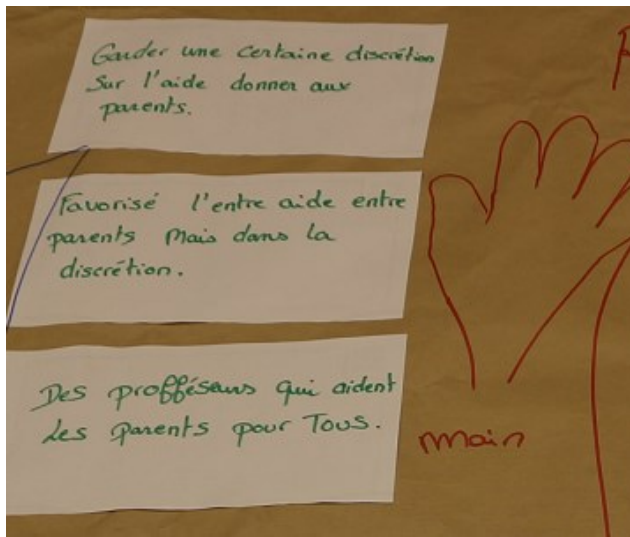 Garder une certaine discrétion
Sur l'aide donner aux
parents.
Favorisé l'entre aide entre
parents Mais dans la
discrétion.
Des profféseurs qui aident
Les parents pour Tous.
Main